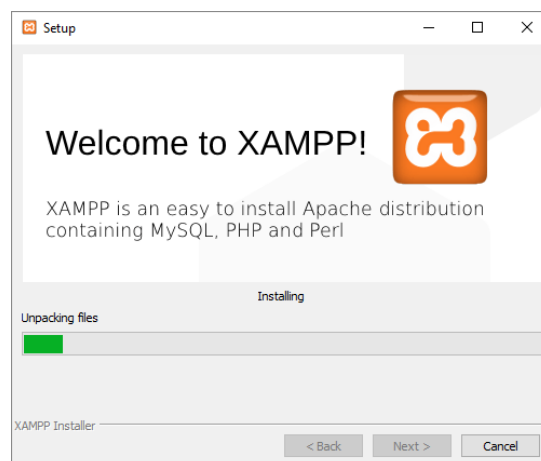 Setup
Welcome to XAMPP!
XAMPP is an easy to install Apache distribution
containing MySQL, PHP and Perl
Installing
Unpacking files
XAMPP Installer
< Back
Next >
Cancel